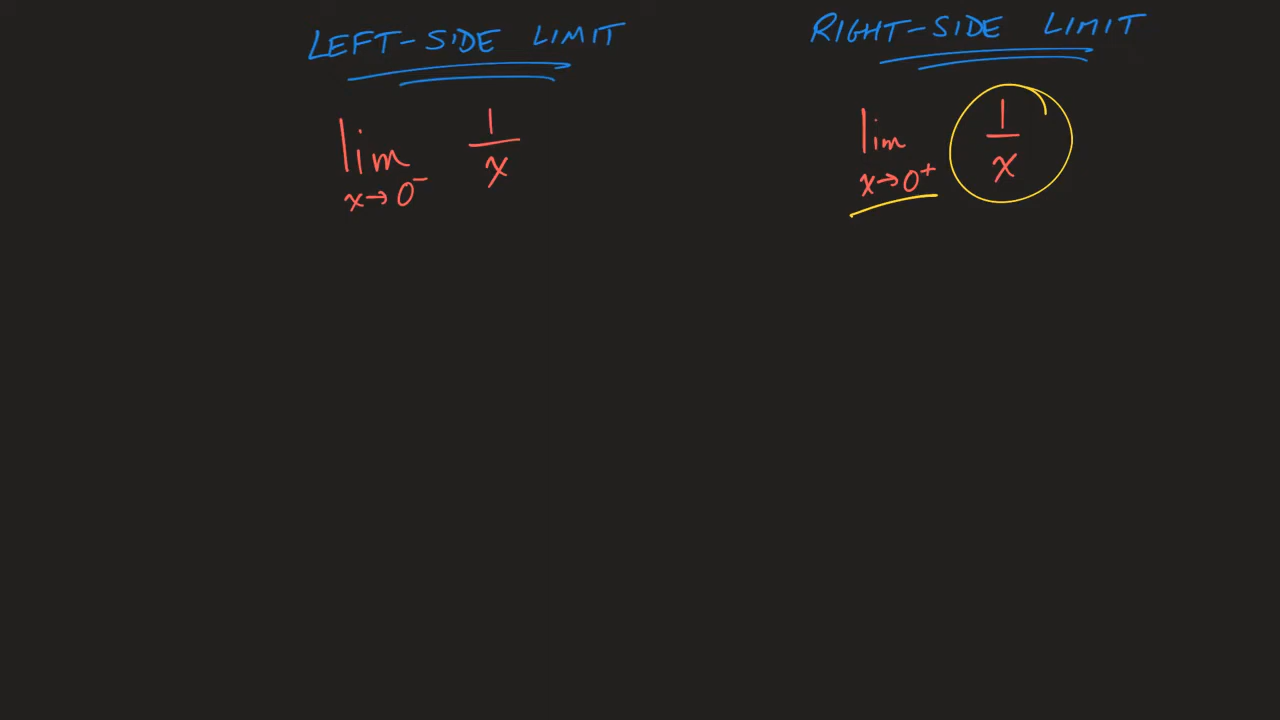 LEFT-SIDE LIMIT
lim x→0⁻ 1/x
RIGHT-SIDE LIMIT
lim x→0⁺ 1/x